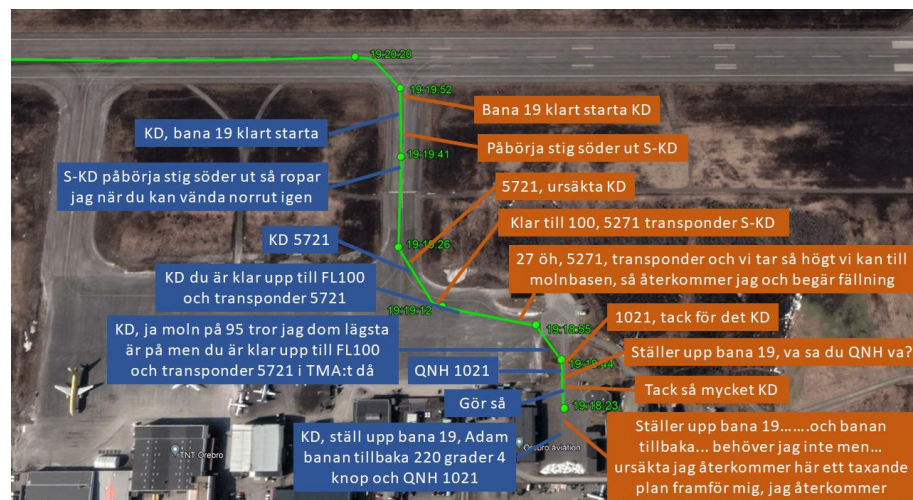 19:20:28
19:19:52
Bana 19 klart starta KD
KD, bana 19 klart starta
Påbörja stig söder ut S-KD
19:19:41
S-KD påbörja stig söder ut så ropar
jag när du kan vända norrut igen
5721, ursäkta KD
Klar till 100, 5271 transponder S-KD
KD 5721
19:19:26
27 öh, 5271, transponder och vi tar så högt vi kan till
molnbasen, så återkommer jag och begär fällning
KD du är klar upp till FL100
och transponder 5721
19:19:12
19:18:55
KD, ja moln på 95 tror jag dom lägsta
är på men du är klar upp till FL100
och transponder 5721 i TMA:t då
1021, tack för det KD
19:18:44
Ställer upp bana 19, va sa du QNH va?
QNH 1021
Tack så mycket KD
Gör så
19:18:23
KD, ställ upp bana 19, Adam
banan tillbaka 220 grader 4
knop och QNH 1021
Ställer upp bana 19…….och banan
tillbaka... behöver jag inte men…
ursäkta jag återkommer här ett taxande
plan framför mig, jag återkommer
TNT Örebro
Örebro aviation